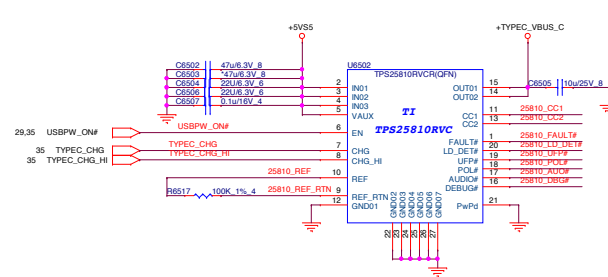 +5VS5
+TYPEC_VBUS_C
C6502 47u/6.3V_8
C6503 *47u/6.3V_8
C6504 22U/6.3V_6
C6506 22U/6.3V_6
C6507 0.1u/16V_4
U6502
TPS25810RVCR(QFN)
TI
TPS25810RVC
2 IN01
3 IN02
4 IN03
5 VAUX
29,35 USBPW_ON# USBPW_ON# 6 EN
35 TYPEC_CHG TYPEC_CHG 7 CHG
35 TYPEC_CHG_HI TYPEC_CHG_HI 8 CHG_HI
25810_REF 10 REF
R6517 100K_1%_4 25810_REF_RTN 9 REF_RTN
12 GND01
OUT01 15
OUT02 14
C6505 10u/25V_8
CC1 11 25810_CC1
CC2 13 25810_CC2
FAULT# 1 25810_FAULT#
LD_DET# 20 25810_LD_DET#
UFP# 19 25810_UFP#
POL# 18 25810_POL#
AUDIO# 17 25810_AUO#
DEBUG# 16 25810_DBG#
PwPd 21
GND02 GND03 GND04 GND05 GND06 GND07
22 23 24 25 26 27